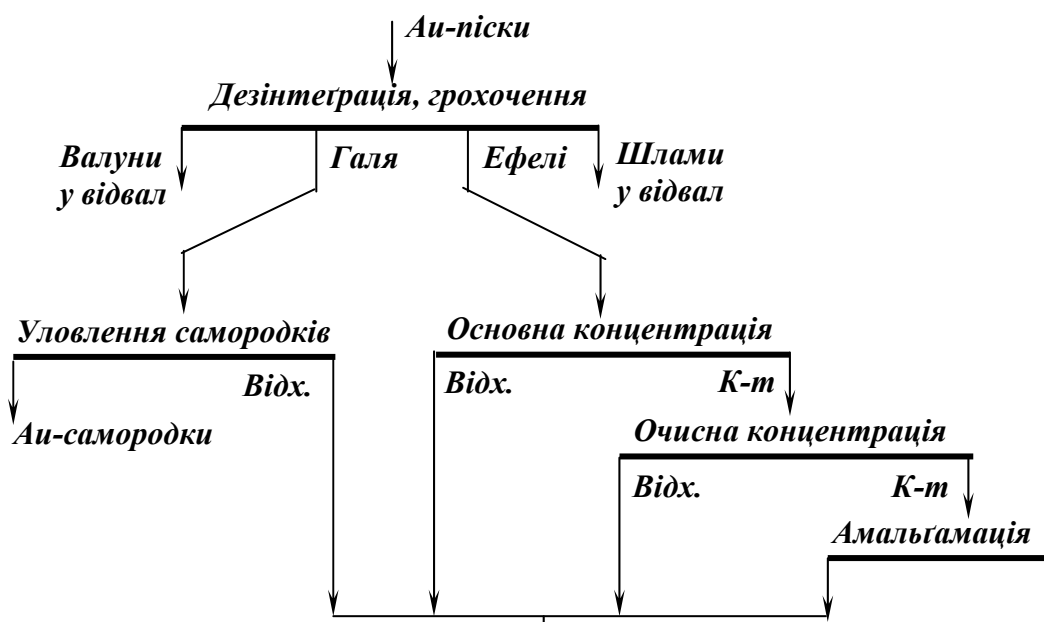 Au-піски
Дезінтеґрація, грохочення
Валуни
у відвал
Галя
Ефелі
Шлами
у відвал
Уловлення самородків
Основна концентрація
Відх.
Відх.
К-т
Au-самородки
Очисна концентрація
Відх.
К-т
Амальґамація